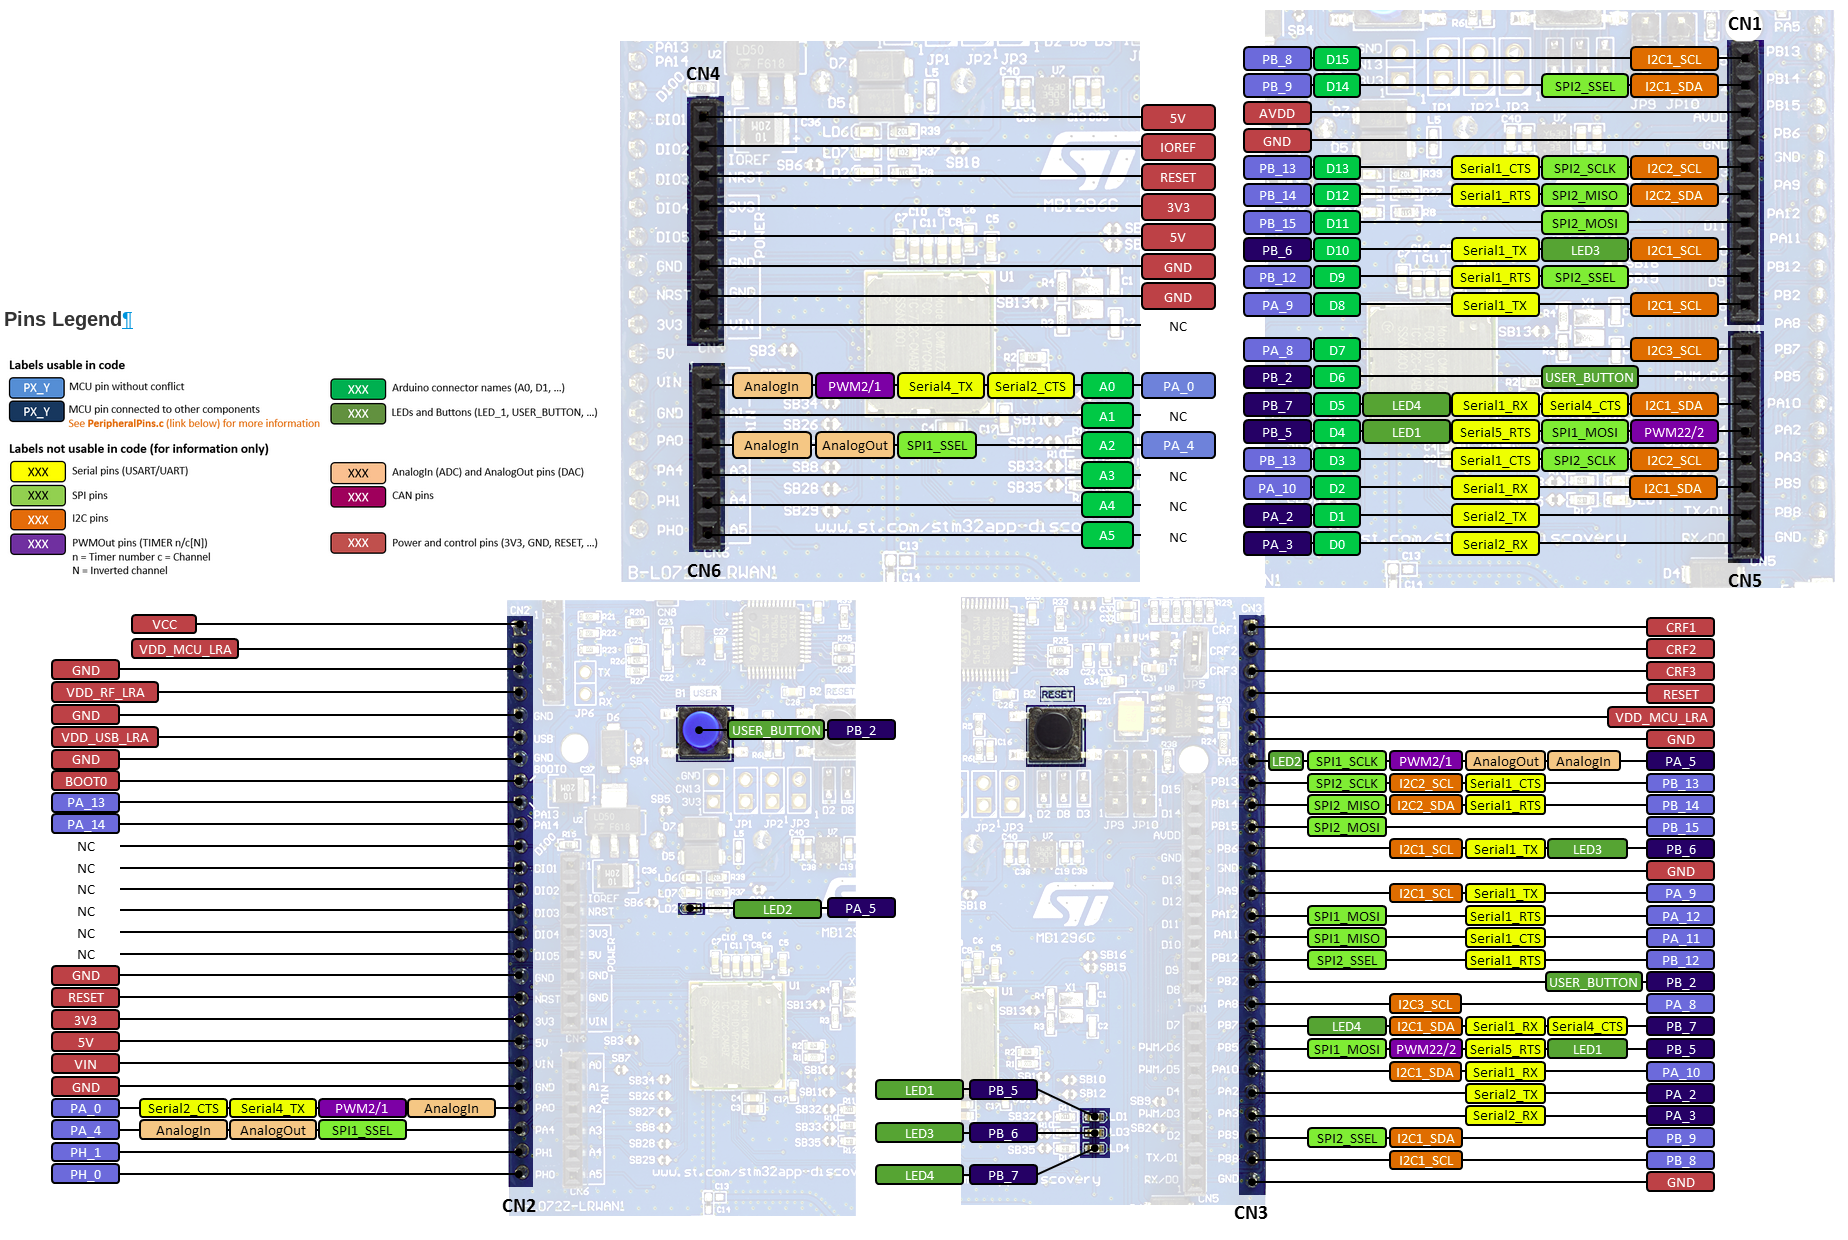 Pins Legend¶
Labels usable in code
PX_Y MCU pin without conflict
PX_Y MCU pin connected to other components
See PeripheralPins.c (link below) for more information
XXX Arduino connector names (A0, D1, ...)
XXX LEDs and Buttons (LED_1, USER_BUTTON, ...)
Labels not usable in code (for information only)
XXX Serial pins (USART/UART)
XXX SPI pins
XXX I2C pins
XXX PWMOut pins (TIMER n/c[N])
n = Timer number c = Channel
N = Inverted channel
XXX AnalogIn (ADC) and AnalogOut pins (DAC)
XXX CAN pins
XXX Power and control pins (3V3, GND, RESET, ...)
CN4
5V
IOREF
RESET
3V3
5V
GND
GND
NC
AnalogIn PWM2/1 Serial4_TX Serial2_CTS A0 PA_0
A1 NC
AnalogIn AnalogOut SPI1_SSEL A2 PA_4
A3 NC
A4 NC
A5 NC
CN6
www.st.com/stm32app-disco
CN1
PB_8 D15 I2C1_SCL
PB_9 D14 SPI2_SSEL I2C1_SDA
AVDD
GND
PB_13 D13 Serial1_CTS SPI2_SCLK I2C2_SCL
PB_14 D12 Serial1_RTS SPI2_MISO I2C2_SDA
PB_15 D11 SPI2_MOSI
PB_6 D10 Serial1_TX LED3 I2C1_SCL
PB_12 D9 Serial1_RTS SPI2_SSEL
PA_9 D8 Serial1_TX I2C1_SCL
PA_8 D7 I2C3_SCL
PB_2 D6 USER_BUTTON
PB_7 D5 LED4 Serial1_RX Serial4_CTS I2C1_SDA
PB_5 D4 LED1 Serial5_RTS SPI1_MOSI PWM22/2
PB_13 D3 Serial1_CTS SPI2_SCLK I2C2_SCL
PA_10 D2 Serial1_RX I2C1_SDA
PA_2 D1 Serial2_TX
PA_3 D0 Serial2_RX
CN5
VCC
VDD_MCU_LRA
GND
VDD_RF_LRA
GND
VDD_USB_LRA
GND
BOOT0
PA_13
PA_14
NC
NC
NC
NC
NC
NC
GND
RESET
3V3
5V
VIN
GND
PA_0 Serial2_CTS Serial4_TX PWM2/1 AnalogIn
PA_4 AnalogIn AnalogOut SPI1_SSEL
PH_1
PH_0
CN2
USER_BUTTON PB_2
LED2 PA_5
RESET
MB1296C
LED1 PB_5
LED3 PB_6
LED4 PB_7
CRF1
CRF2
CRF3
RESET
VDD_MCU_LRA
GND
LED2 SPI1_SCLK PWM2/1 AnalogOut AnalogIn PA_5
SPI2_SCLK I2C2_SCL Serial1_CTS PB_13
SPI2_MISO I2C2_SDA Serial1_RTS PB_14
SPI2_MOSI PB_15
I2C1_SCL Serial1_TX LED3 PB_6
GND
I2C1_SCL Serial1_TX PA_9
SPI1_MOSI Serial1_RTS PA_12
SPI1_MISO Serial1_CTS PA_11
SPI2_SSEL Serial1_RTS PB_12
USER_BUTTON PB_2
I2C3_SCL PA_8
LED4 I2C1_SDA Serial1_RX Serial4_CTS PB_7
SPI1_MOSI PWM22/2 Serial5_RTS LED1 PB_5
I2C1_SDA Serial1_RX PA_10
Serial2_TX PA_2
Serial2_RX PA_3
SPI2_SSEL I2C1_SDA PB_9
I2C1_SCL PB_8
GND
CN3